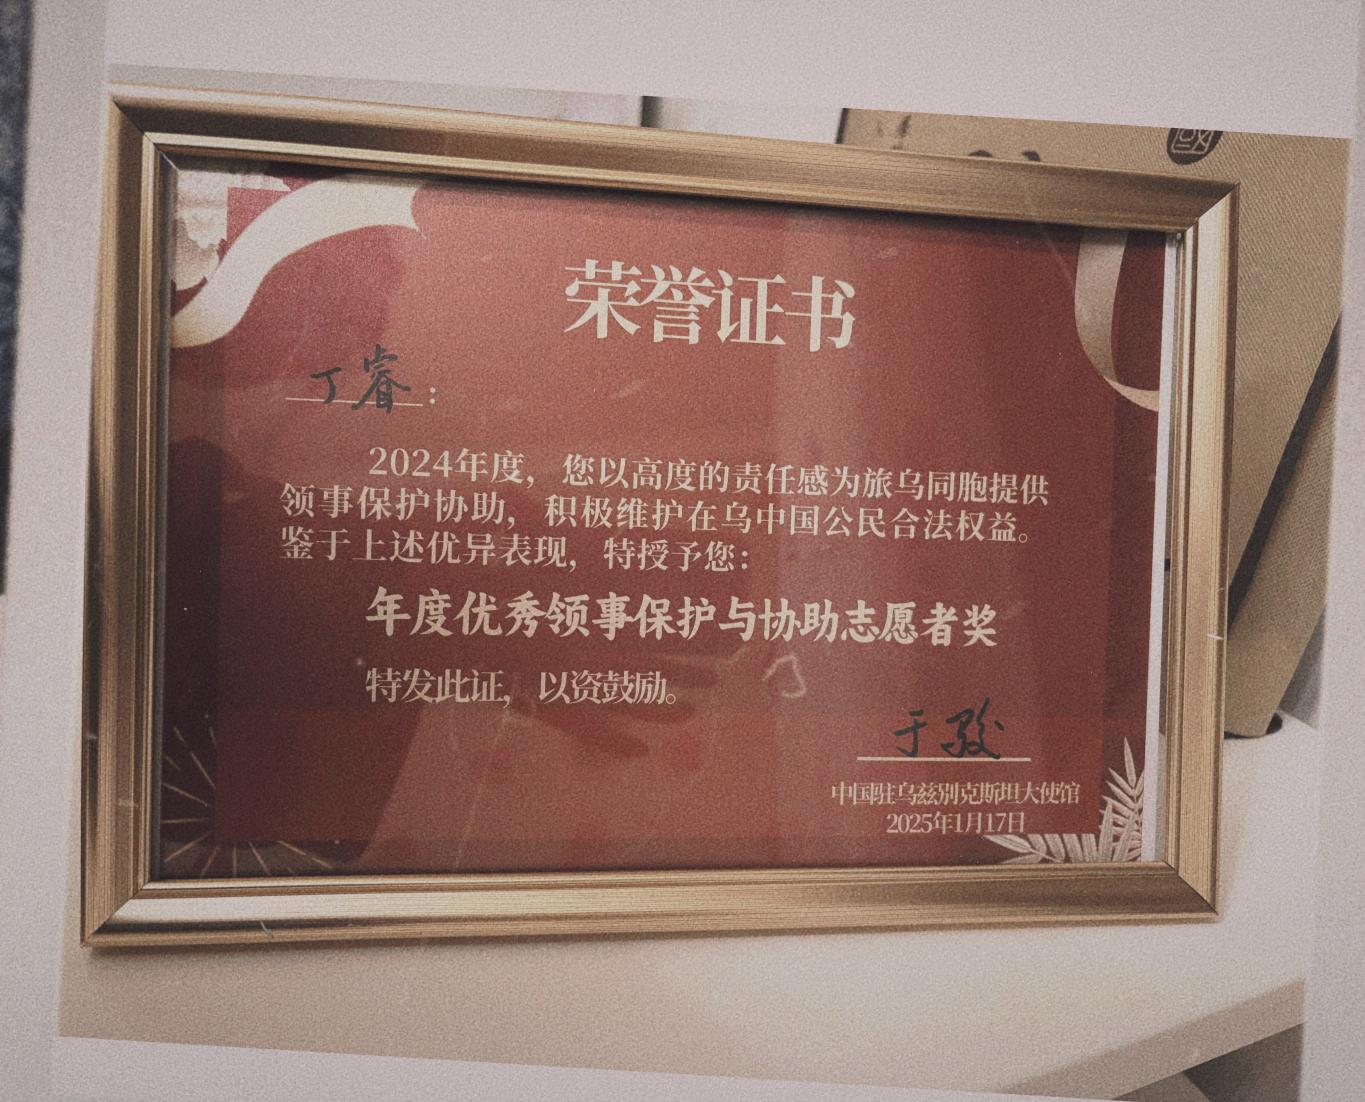 國
荣誉证书
丁睿：
2024年度，您以高度的责任感为旅乌同胞提供
领事保护协助，积极维护在乌中国公民合法权益。
鉴于上述优异表现，特授予您：
年度优秀领事保护与协助志愿者奖
特发此证，以资鼓励。
于骏
中国驻乌兹别克斯坦大使馆
2025年1月17日